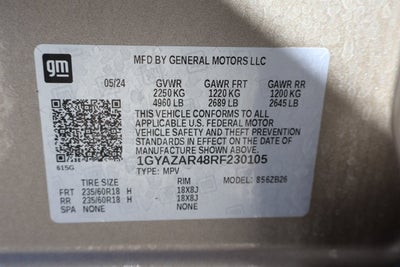 gm
MFD BY GENERAL MOTORS LLC
05/24 GVWR GAWR FRT GAWR RR
2250 KG 1220 KG 1200 KG
4960 LB 2689 LB 2645 LB
THIS VEHICLE CONFORMS TO ALL
APPLICABLE U.S. FEDERAL MOTOR
VEHICLE SAFETY AND THEFT PREVENTION
STANDARDS IN EFFECT ON THE DATE OF
MANUFACTURE SHOWN ABOVE.
1GYAZAR48RF230105
615G TYPE: MPV
TIRE SIZE RIM MODEL: 856ZB26
FRT 235/60R18 H 18X8J
RR 235/60R18 H 18X8J
SPA NONE NONE